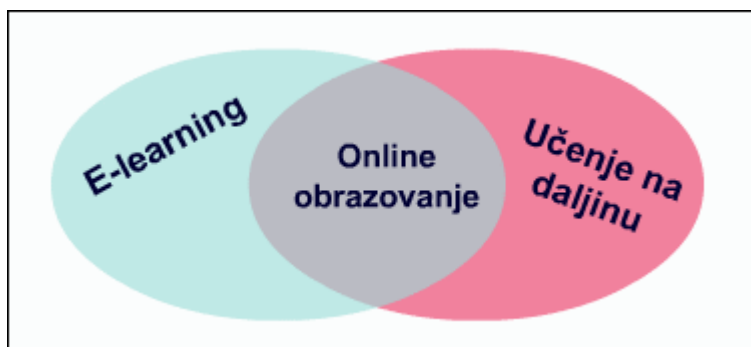 E-learning
Online
obrazovanje
Učenje na
daljinu